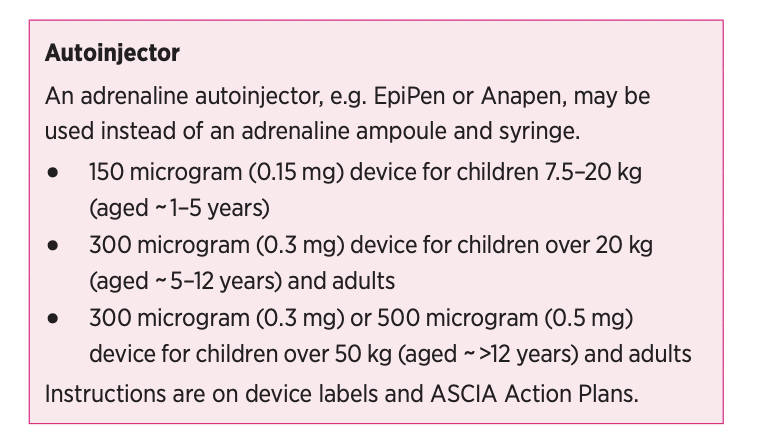 Autoinjector
An adrenaline autoinjector, e.g. EpiPen or Anapen, may be
used instead of an adrenaline ampoule and syringe.
● 150 microgram (0.15 mg) device for children 7.5–20 kg
(aged ~1–5 years)
● 300 microgram (0.3 mg) device for children over 20 kg
(aged ~5–12 years) and adults
● 300 microgram (0.3 mg) or 500 microgram (0.5 mg)
device for children over 50 kg (aged ~>12 years) and adults
Instructions are on device labels and ASCIA Action Plans.